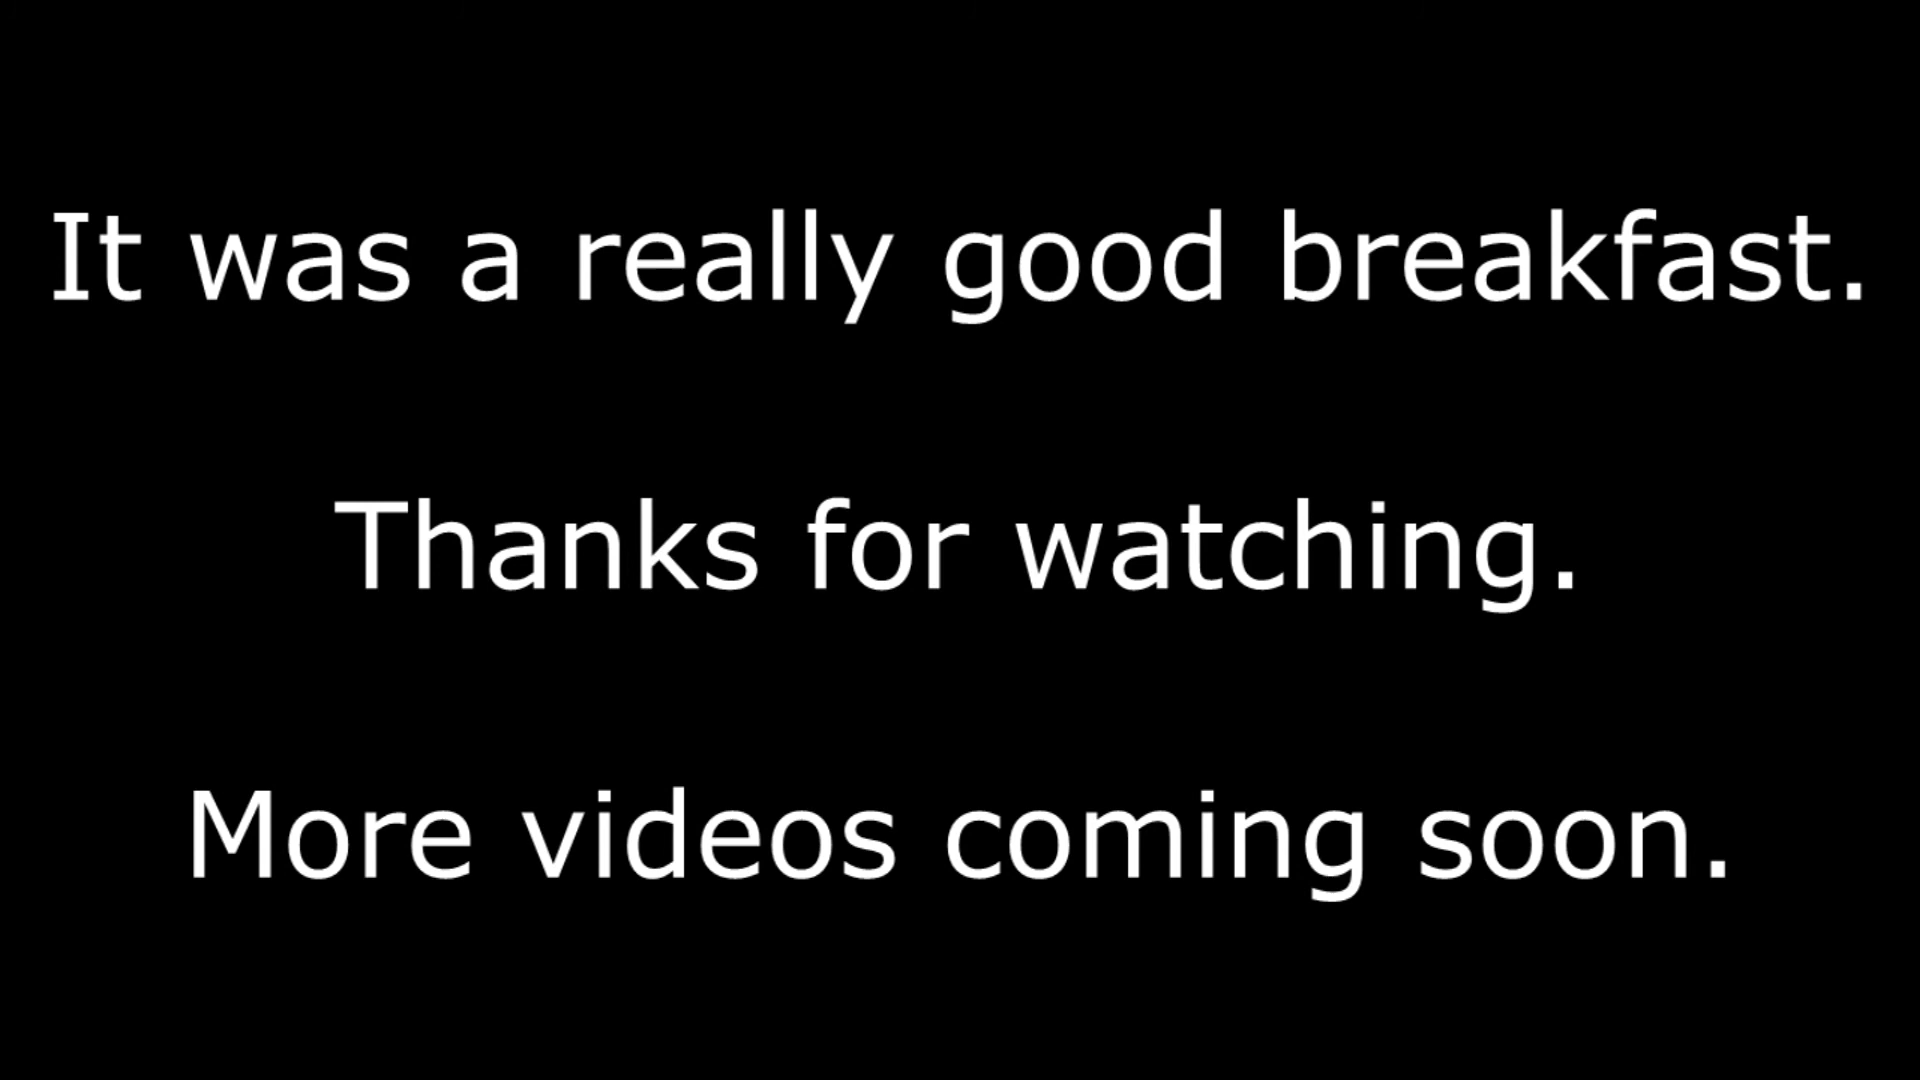 It was a really good breakfast.
Thanks for watching.
More videos coming soon.